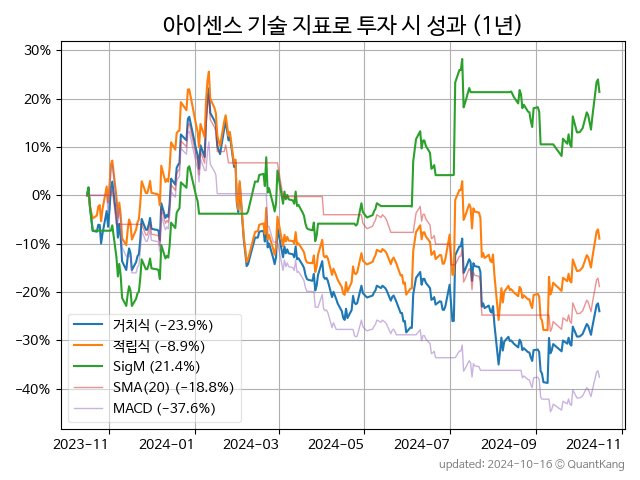 아이센스 기술 지표로 투자 시 성과 (1년)
30%
20%
10%
0%
−10%
−20%
−30%
−40%
거치식 (−23.9%)
적립식 (−8.9%)
SigM (21.4%)
SMA(20) (−18.8%)
MACD (−37.6%)
2023-11
2024-01
2024-03
2024-05
2024-07
2024-09
2024-11
updated: 2024-10-16 © QuantKang